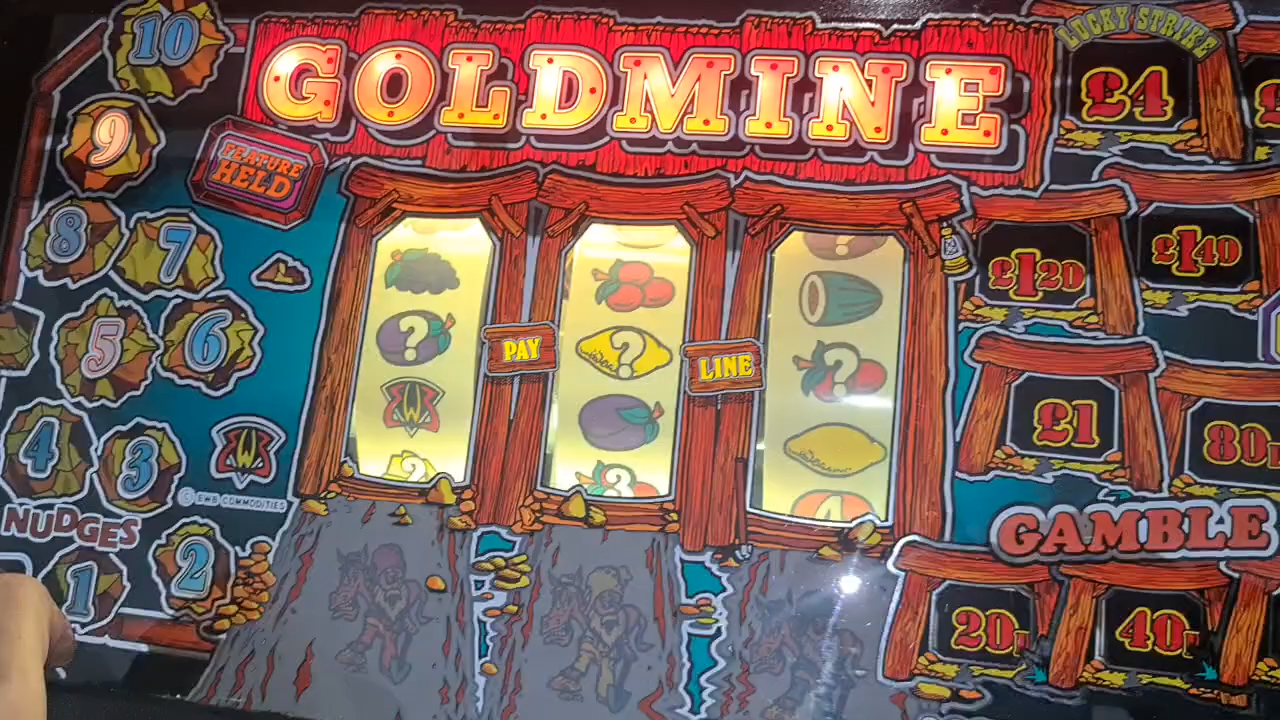 GOLDMINE
LUCKY STRIKE
£4
10
9
FEATURE
HELD
8
7
5
6
4
3
© BWB COMMODITIES
NUDGES
2
1
?
PAY
?
LINE
?
£1.20
£1.40
£1
80P
GAMBLE
20P
40P